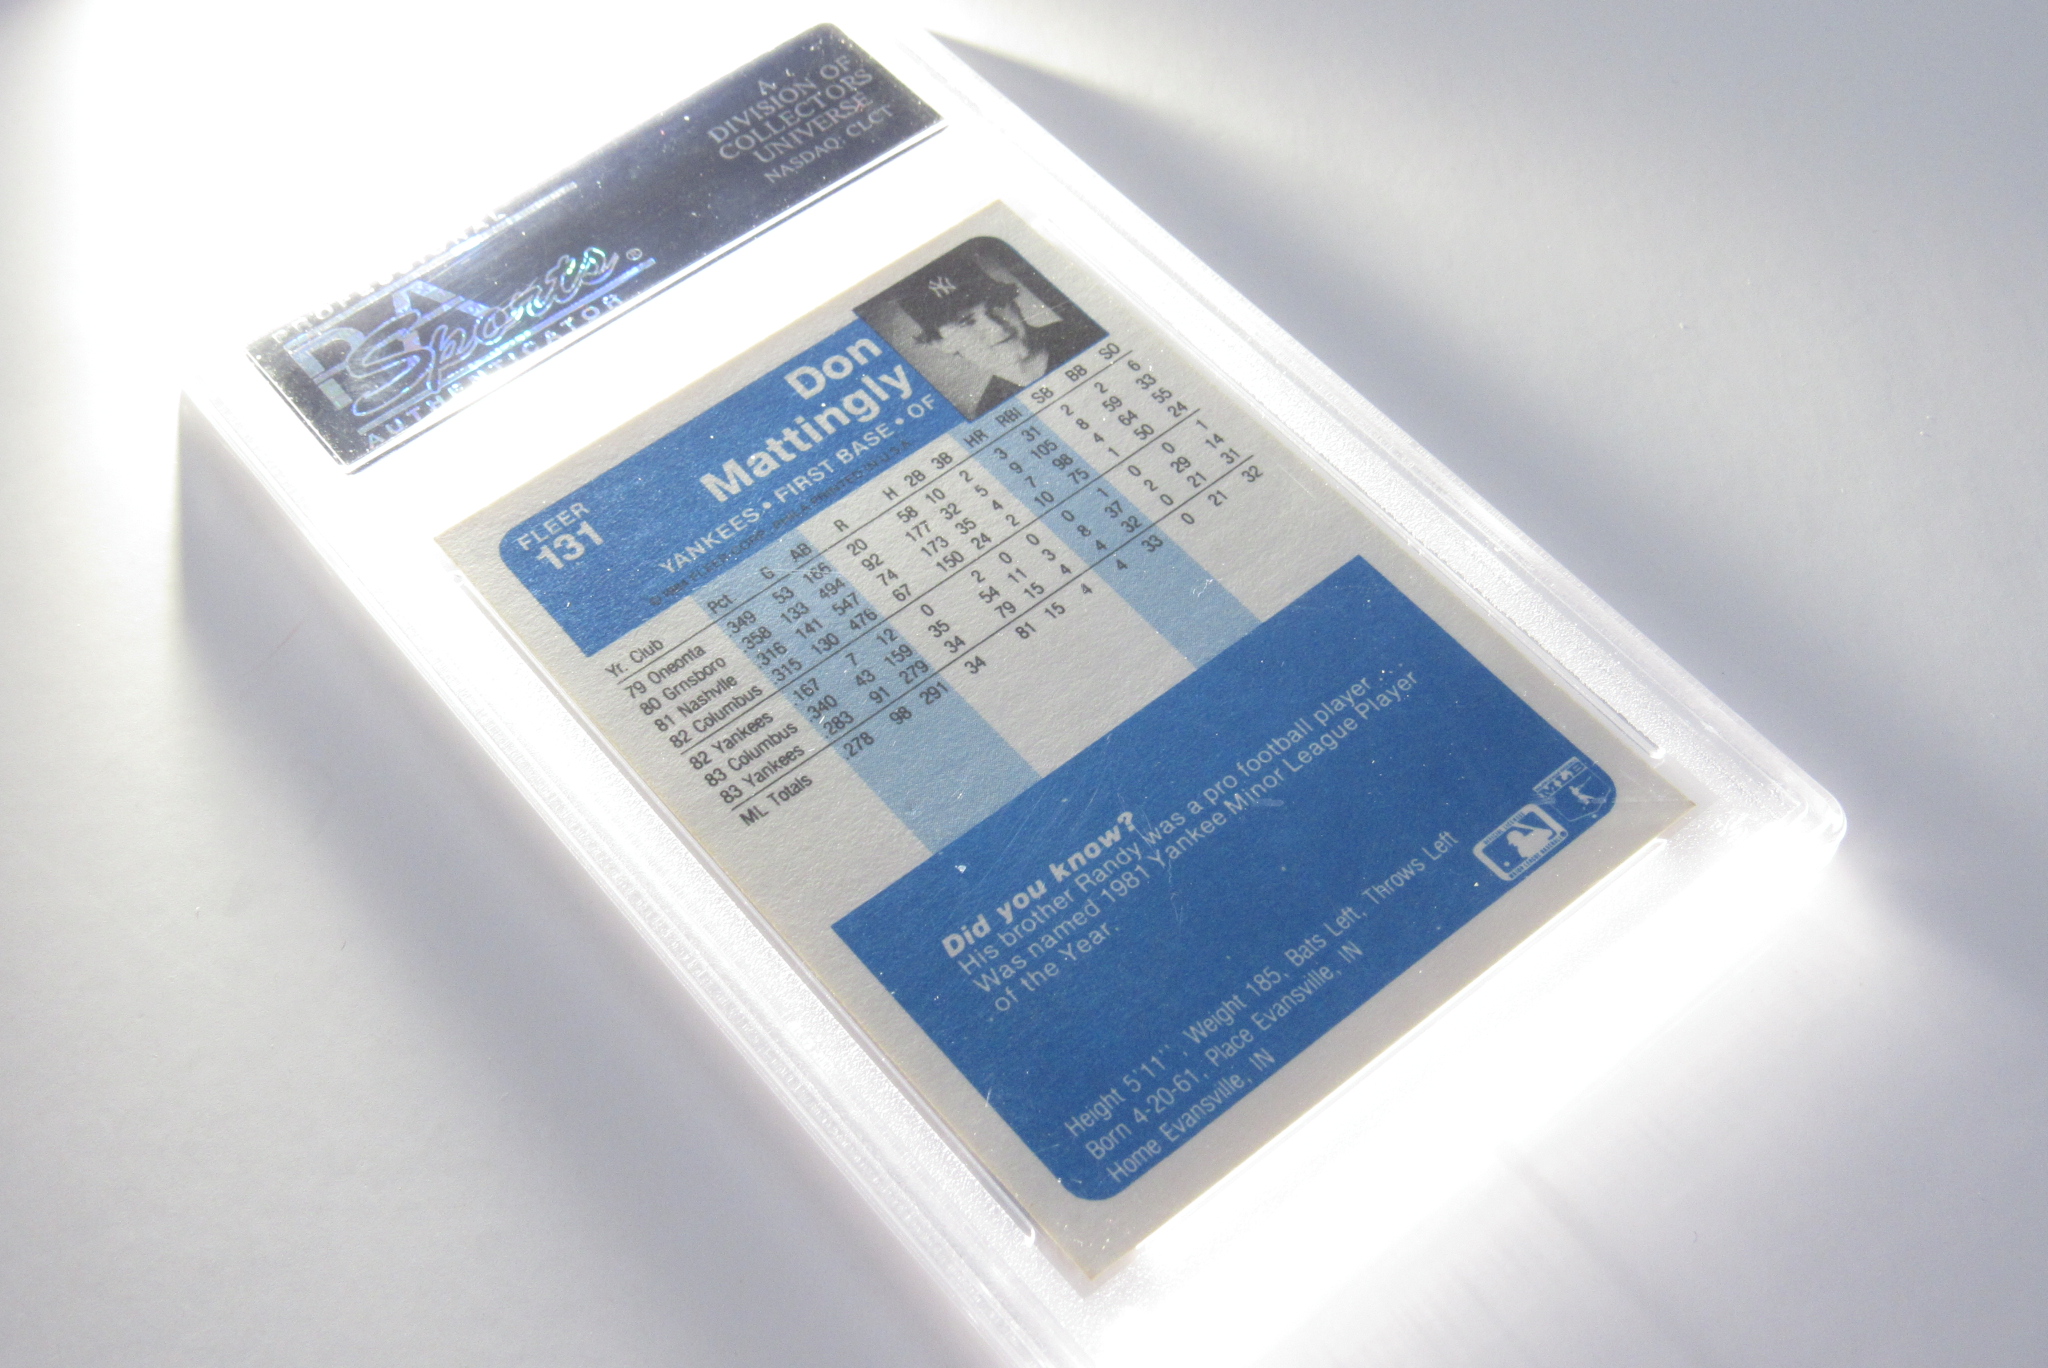 A
DIVISION OF
COLLECTORS
UNIVERSE
NASDAQ: CLCT
PSA
Sports®
AUTHENTICATOR
FLEER
131
Don
Mattingly
YANKEES • FIRST BASE • OF
Yr. Club Pct G AB R H 2B 3B HR RBI SB BB SO
79 Oneonta .349 53 166 20 58 10 2 3 31 2 2 6
80 Grnsboro .358 133 494 92 177 32 5 9 105 8 59 33
81 Nashvlle .316 141 547 74 173 35 4 7 98 4 64 55
82 Columbus .315 130 476 67 150 24 2 10 75 1 50 24
82 Yankees .167 7 12 0 2 0 0 0 1 0 0 1
83 Columbus .340 43 159 35 54 11 3 8 37 2 29 14
83 Yankees .283 91 279 34 79 15 4 4 32 0 21 31
ML Totals .278 98 291 34 81 15 4 4 33 0 21 32
Did you know?
His brother Randy was a pro football player . . .
Was named 1981 Yankee Minor League Player
of the Year.
Height 5'11'', Weight 185, Bats Left, Throws Left
Born 4-20-61, Place Evansville, IN
Home Evansville, IN